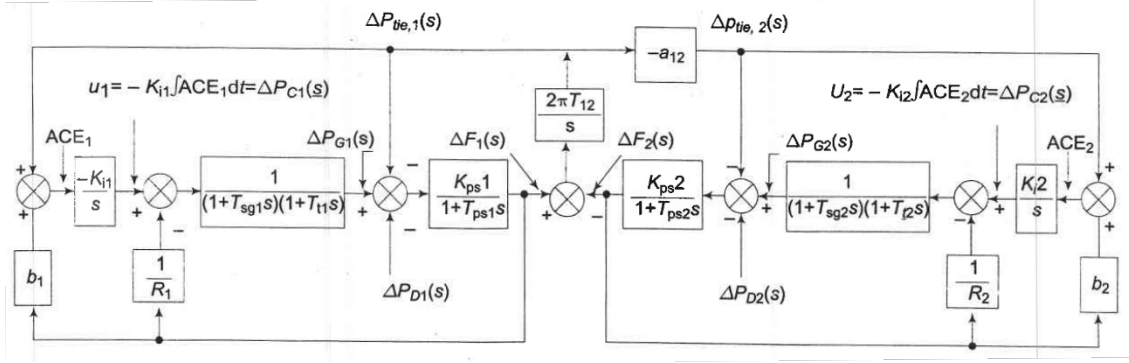 ΔP_tie,1(s)
Δp_tie, 2(s)
−a12
u1= − Ki1∫ACE1dt=ΔPC1(s)
2πT12
s
U2= − Ki2∫ACE2dt=ΔPC2(s)
ACE1
ΔPG1(s)
ΔF1(s)
ΔF2(s)
ΔPG2(s)
ACE2
+
+
−Ki1
s
+
−
1
(1+Tsg1s)(1+Tt1s)
+
−
−
Kps1
1+Tps1s
+
−
Kps2
1+Tps2s
−
−
+
1
(1+Tsg2s)(1+Tt2s)
+
−
Ki2
s
+
+
b1
1
R1
ΔPD1(s)
ΔPD2(s)
1
R2
b2